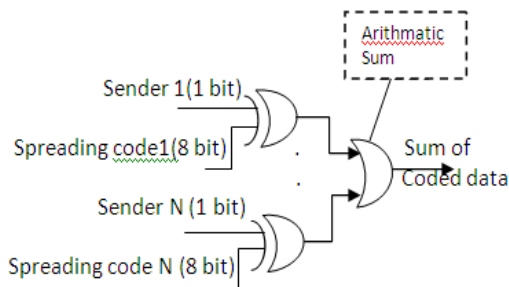 Arithmatic
Sum
Sender 1(1 bit)
Spreading code1(8 bit)
Sum of
Coded data
Sender N (1 bit)
Spreading code N (8 bit)